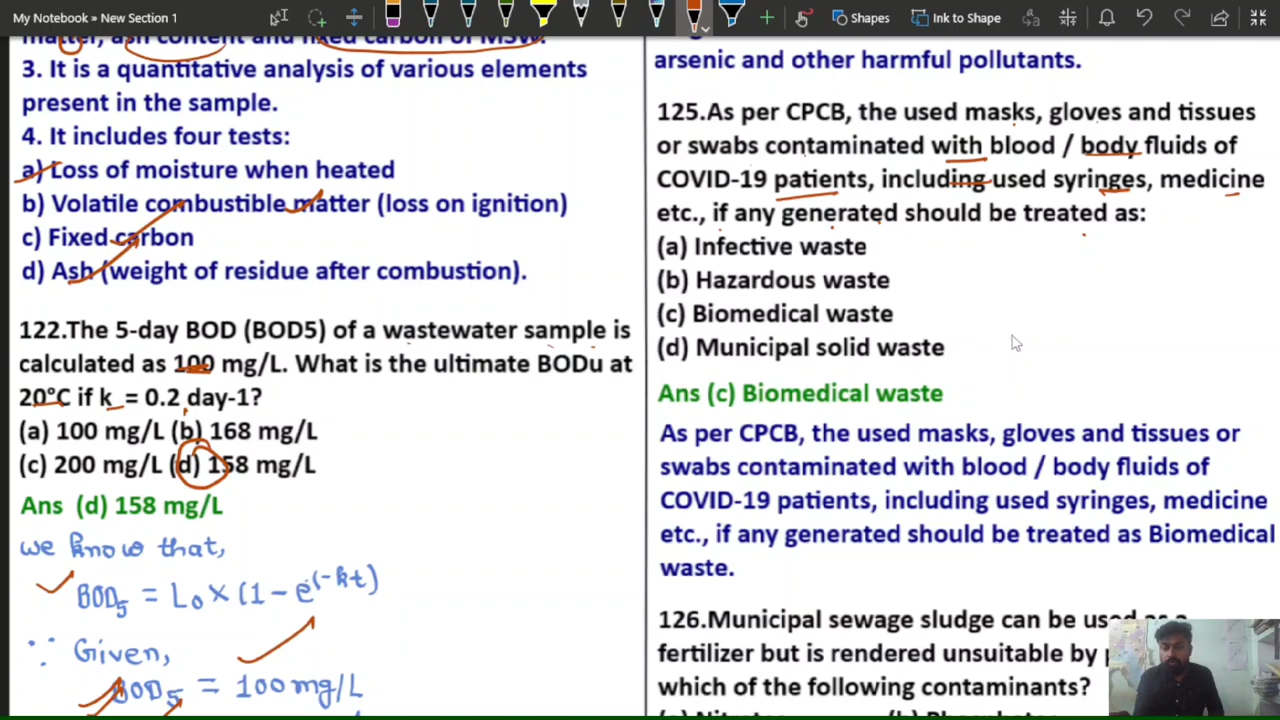 My Notebook » New Section 1
Shapes
Ink to Shape
matter, ash content and fixed carbon of MSW.
3. It is a quantitative analysis of various elements
present in the sample.
4. It includes four tests:
a) Loss of moisture when heated
b) Volatile combustible matter (loss on ignition)
c) Fixed carbon
d) Ash (weight of residue after combustion).
122.The 5-day BOD (BOD5) of a wastewater sample is
calculated as 100 mg/L. What is the ultimate BODu at
20°C if k = 0.2 day-1?
(a) 100 mg/L (b) 168 mg/L
(c) 200 mg/L (d) 158 mg/L
Ans (d) 158 mg/L
we know that,
BOD₅ = L₀ × (1 - e^(-kt)
∵ Given,
BOD₅ = 100 mg/L
arsenic and other harmful pollutants.
125.As per CPCB, the used masks, gloves and tissues
or swabs contaminated with blood / body fluids of
COVID-19 patients, including used syringes, medicine
etc., if any generated should be treated as:
(a) Infective waste
(b) Hazardous waste
(c) Biomedical waste
(d) Municipal solid waste
Ans (c) Biomedical waste
As per CPCB, the used masks, gloves and tissues or
swabs contaminated with blood / body fluids of
COVID-19 patients, including used syringes, medicine
etc., if any generated should be treated as Biomedical
waste.
126.Municipal sewage sludge can be used as a
fertilizer but is rendered unsuitable by
which of the following contaminants?